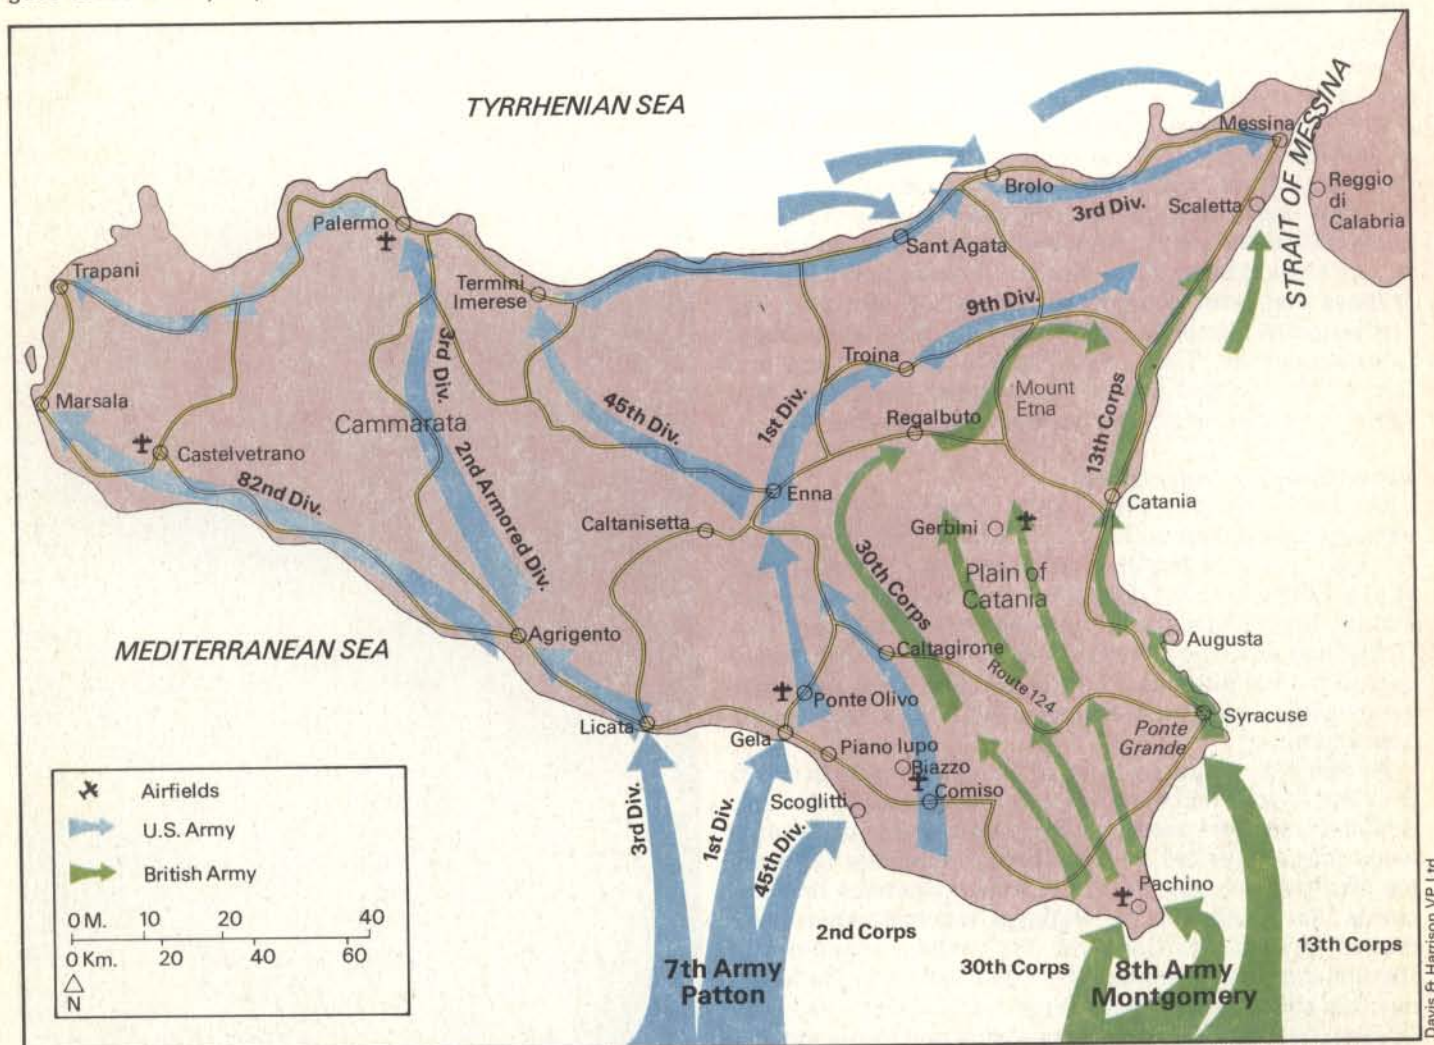 TYRRHENIAN SEA
STRAIT OF MESSINA
Messina
Reggio
di
Calabria
Scaletta
Brolo
3rd Div.
Sant Agata
Palermo
Trapani
Termini
Imerese
9th Div.
3rd Div.
Troina
Mount
Etna
Marsala
Cammarata
45th Div.
1st Div.
Regalbuto
13th Corps
Castelvetrano
82nd Div.
2nd Armored Div.
Enna
Catania
Caltanisetta
Gerbini
30th Corps
Plain of
Catania
MEDITERRANEAN SEA
Agrigento
Augusta
Caltagirone
Route 124
Ponte Olivo
Licata
Gela
Piano lupo
Ponte
Grande
Syracuse
Biazzo
Comiso
Scoglitti
Pachino
3rd Div.
1st Div.
45th Div.
2nd Corps
30th Corps
13th Corps
7th Army
Patton
8th Army
Montgomery
Airfields
U.S. Army
British Army
0 M. 10 20 40
0 Km. 20 40 60
N
Davis & Harrison VP Ltd